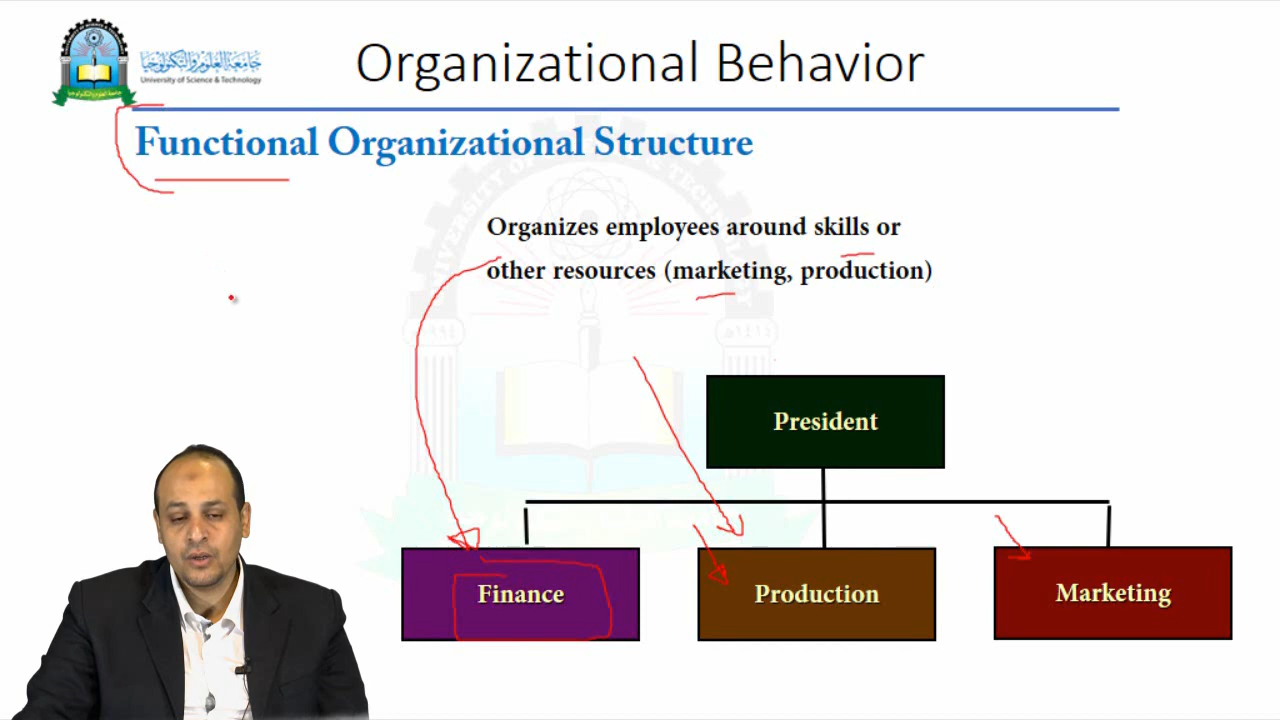 جامعة العلوم والتكنولوجيا
University of Science & Technology
Organizational Behavior
Functional Organizational Structure
Organizes employees around skills or
other resources (marketing, production)
President
Finance
Production
Marketing